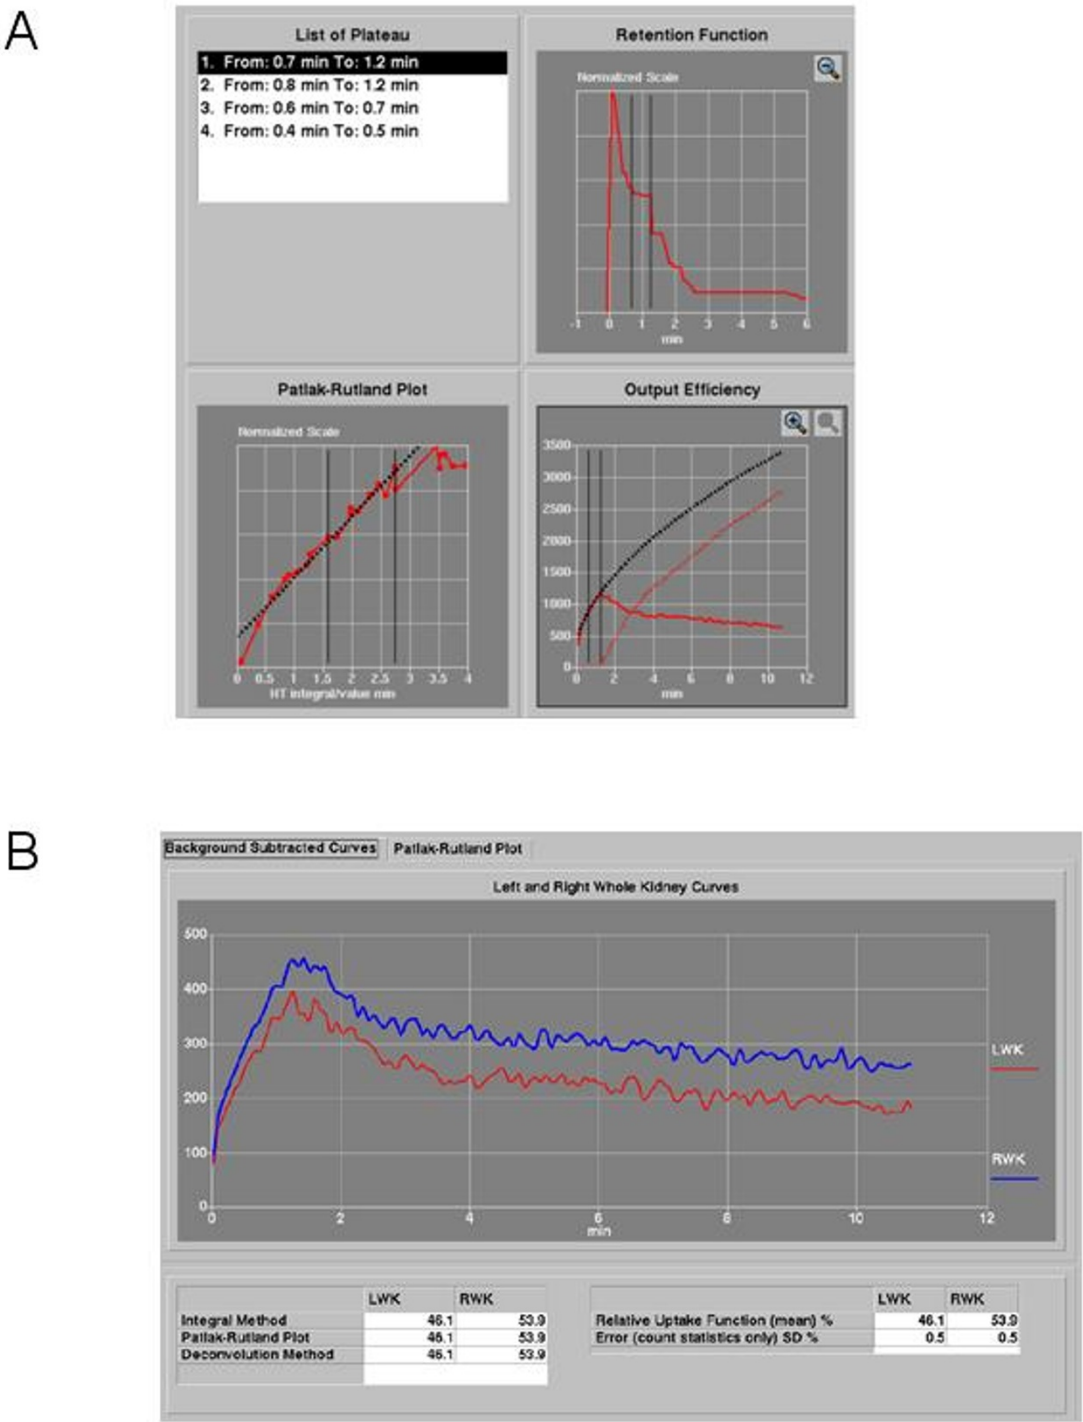 A
List of Plateau
1. From: 0.7 min To: 1.2 min
2. From: 0.8 min To: 1.2 min
3. From: 0.6 min To: 0.7 min
4. From: 0.4 min To: 0.5 min
Retention Function
Normalized Scale
-1 0 1 2 3 4 5 6
min
Patlak-Rutland Plot
Normalized Scale
0 0.5 1 1.5 2 2.5 3 3.5 4
HT integral/value min
Output Efficiency
3500
3000
2500
2000
1500
1000
500
0
0 2 4 6 8 10 12
min
B
Background Subtracted Curves Patlak-Rutland Plot
Left and Right Whole Kidney Curves
500
400
300
200
100
0
0 2 4 6 8 10 12
min
LWK
RWK
LWK RWK
Integral Method 46.1 53.9
Patlak-Rutland Plot 46.1 53.9
Deconvolution Method 46.1 53.9
LWK RWK
Relative Uptake Function (mean) % 46.1 53.9
Error (count statistics only) SD % 0.5 0.5